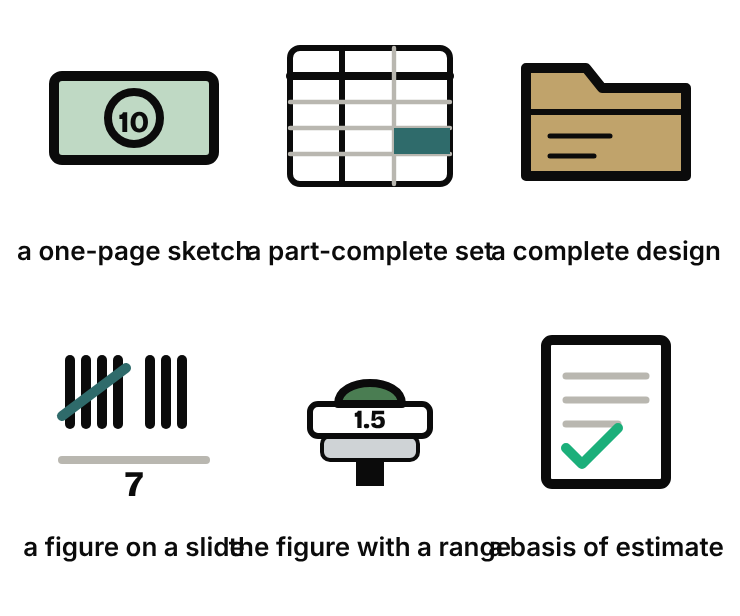 10
a one-page sketch
a part-complete set
a complete design
7
1.5
a figure on a slide
the figure with a range
a basis of estimate